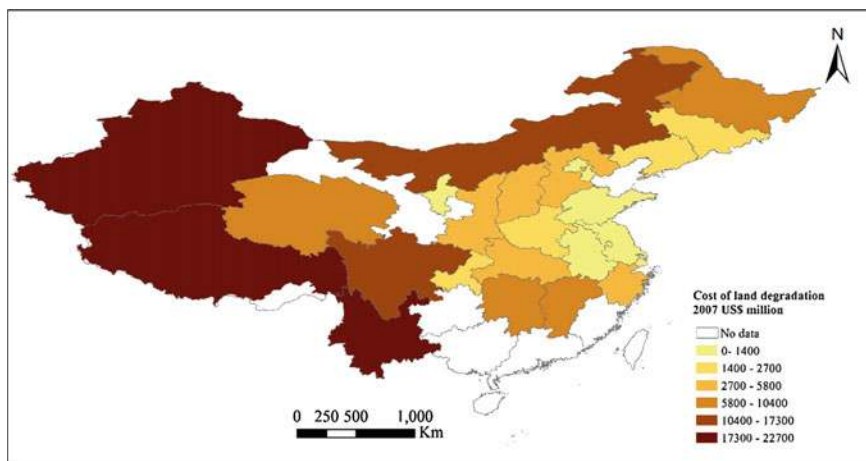 N
Cost of land degradation
2007 US$ million
No data
0- 1400
1400 - 2700
2700 - 5800
5800 - 10400
10400 - 17300
17300 - 22700
0 250 500 1,000
Km